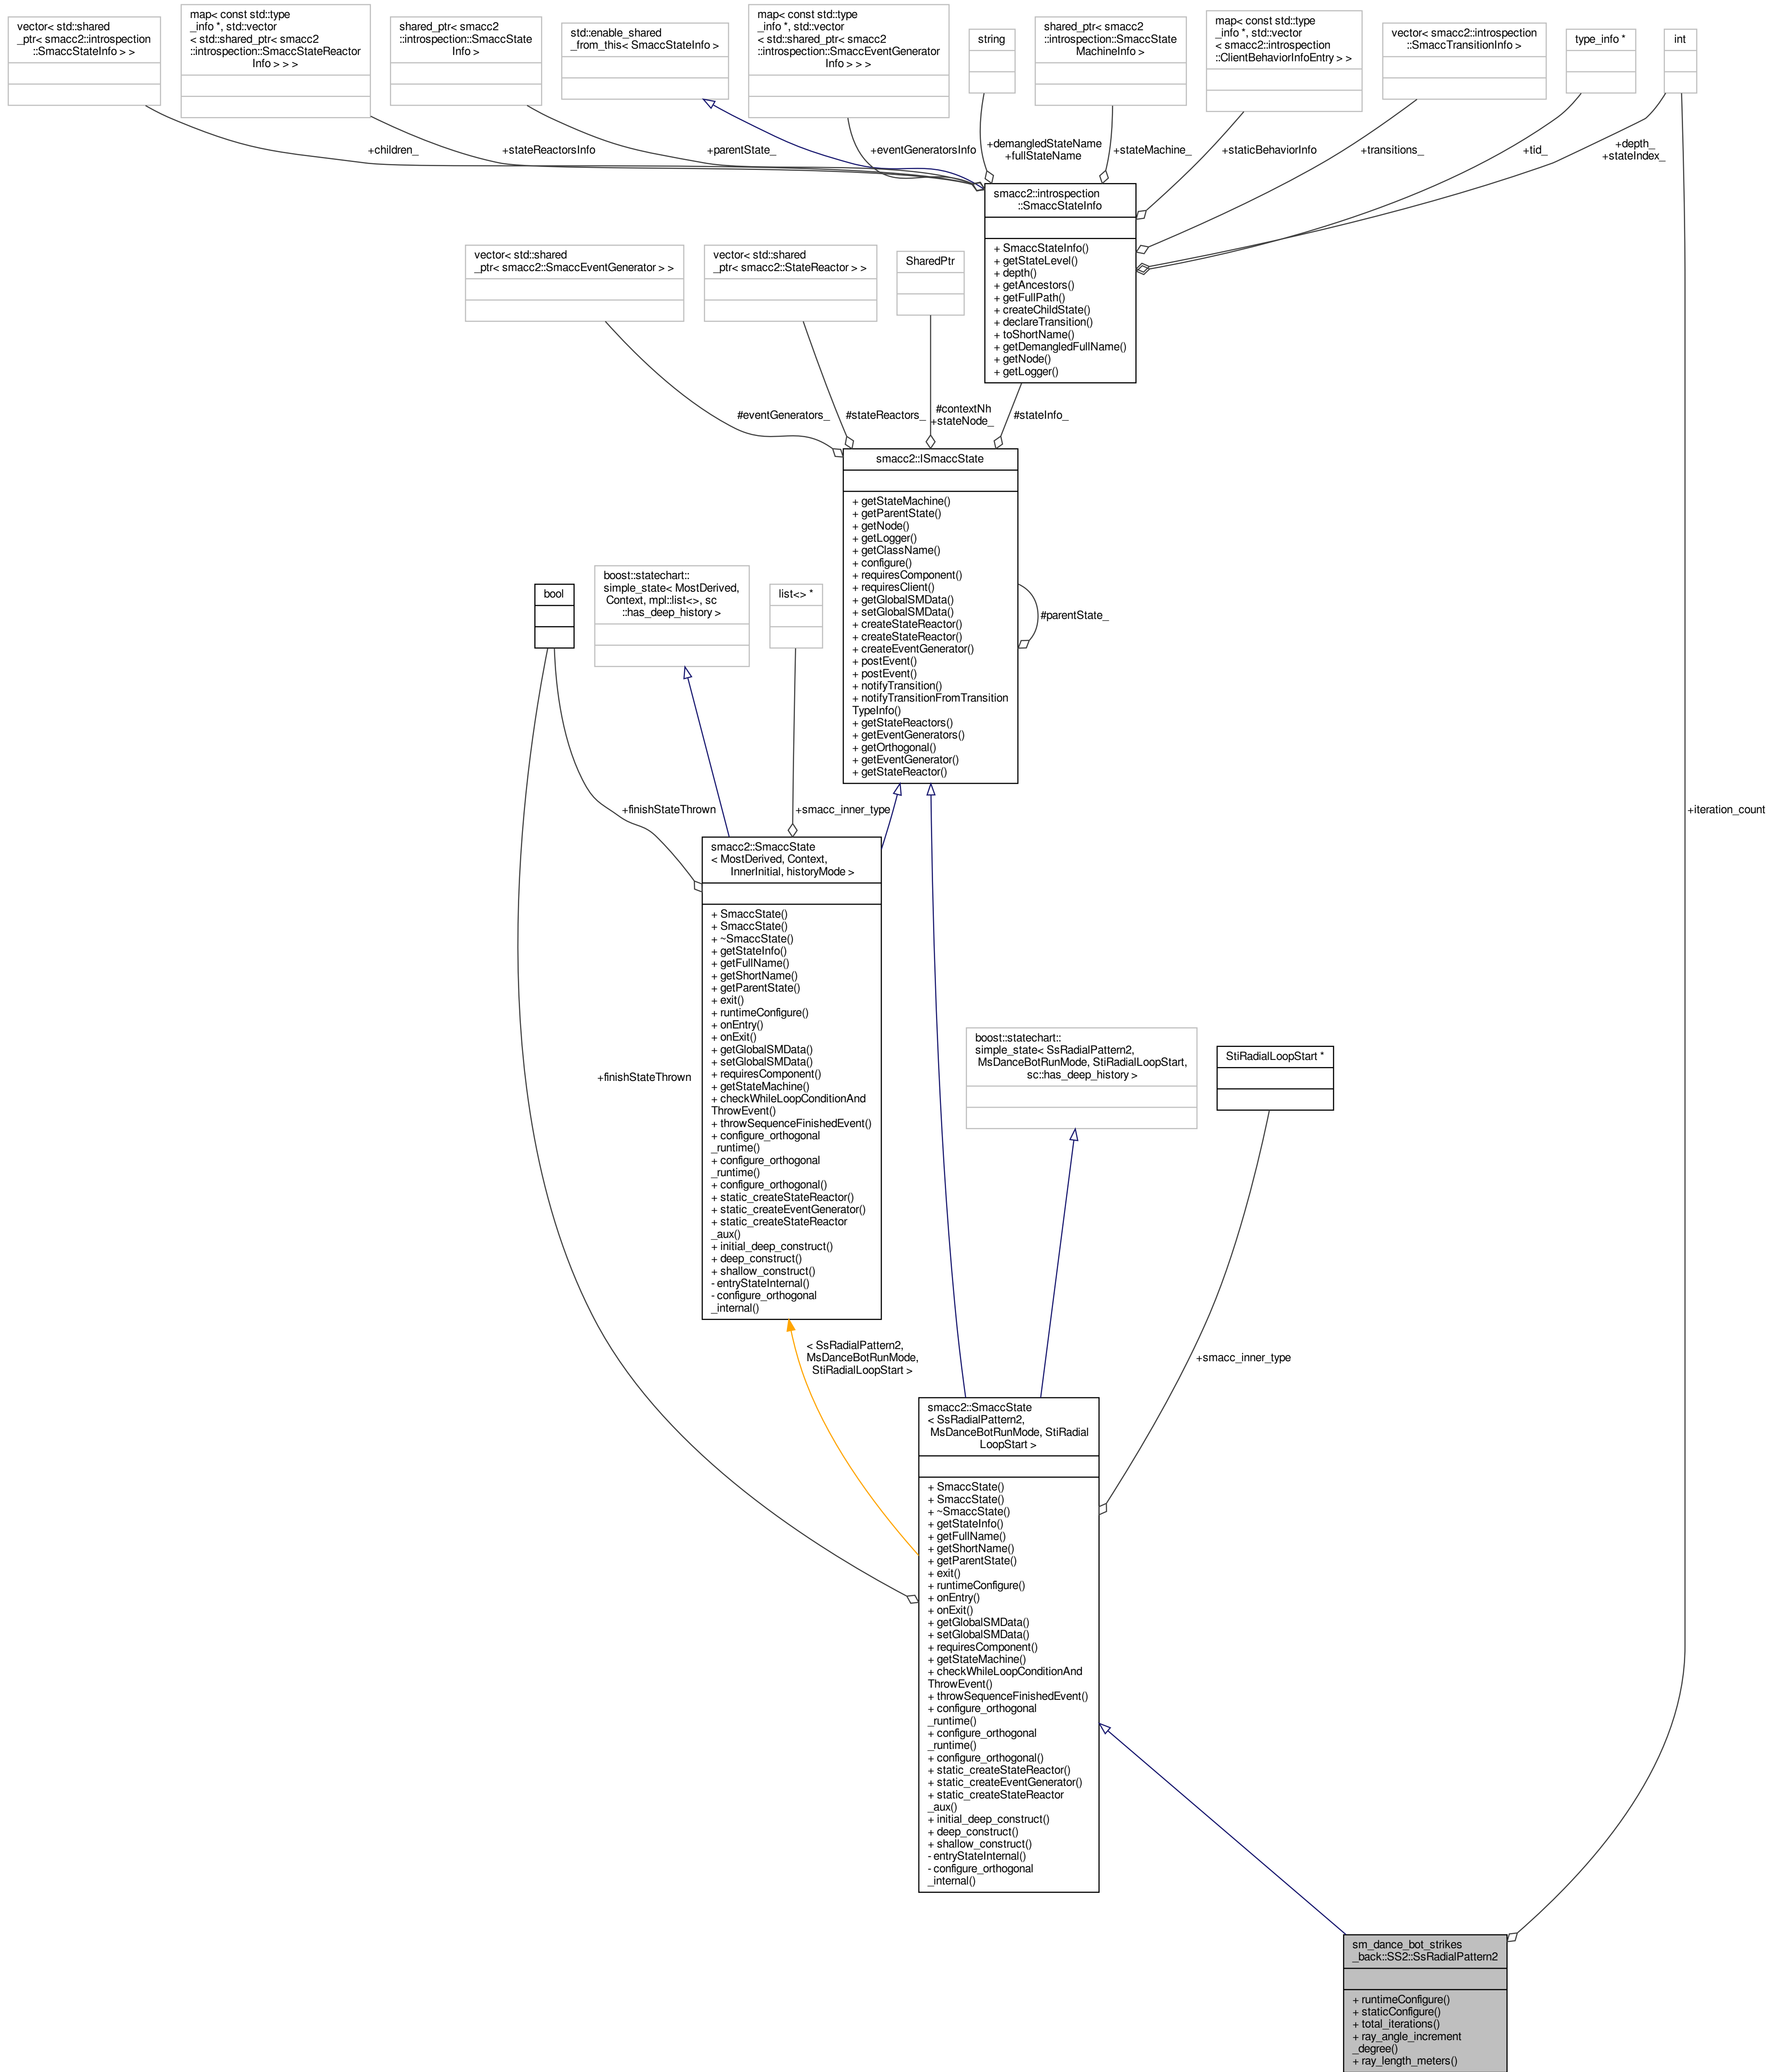 vector< std::shared
_ptr< smacc2::introspection
::SmaccStateInfo > >
map< const std::type
_info *, std::vector
< std::shared_ptr< smacc2
::introspection::SmaccStateReactor
Info > > >
shared_ptr< smacc2
::introspection::SmaccState
Info >
std::enable_shared
_from_this< SmaccStateInfo >
map< const std::type
_info *, std::vector
< std::shared_ptr< smacc2
::introspection::SmaccEventGenerator
Info > > >
string
shared_ptr< smacc2
::introspection::SmaccState
MachineInfo >
map< const std::type
_info *, std::vector
< smacc2::introspection
::ClientBehaviorInfoEntry > >
vector< smacc2::introspection
::SmaccTransitionInfo >
type_info *
int
+children_
+stateReactorsInfo
+parentState_
+eventGeneratorsInfo
+demangledStateName
+fullStateName
+stateMachine_
+staticBehaviorInfo
+transitions_
+tid_
+depth_
+stateIndex_
smacc2::introspection
::SmaccStateInfo
+ SmaccStateInfo()
+ getStateLevel()
+ depth()
+ getAncestors()
+ getFullPath()
+ createChildState()
+ declareTransition()
+ toShortName()
+ getDemangledFullName()
+ getNode()
+ getLogger()
vector< std::shared
_ptr< smacc2::SmaccEventGenerator > >
vector< std::shared
_ptr< smacc2::StateReactor > >
SharedPtr
#eventGenerators_
#stateReactors_
#contextNh
+stateNode_
#stateInfo_
smacc2::ISmaccState
+ getStateMachine()
+ getParentState()
+ getNode()
+ getLogger()
+ getClassName()
+ configure()
+ requiresComponent()
+ requiresClient()
+ getGlobalSMData()
+ setGlobalSMData()
+ createStateReactor()
+ createStateReactor()
+ createEventGenerator()
+ postEvent()
+ postEvent()
+ notifyTransition()
+ notifyTransitionFromTransition
TypeInfo()
+ getStateReactors()
+ getEventGenerators()
+ getOrthogonal()
+ getEventGenerator()
+ getStateReactor()
#parentState_
bool
boost::statechart::
simple_state< MostDerived,
Context, mpl::list<>, sc
::has_deep_history >
list<> *
+finishStateThrown
+smacc_inner_type
+iteration_count
smacc2::SmaccState
< MostDerived, Context,
InnerInitial, historyMode >
+ SmaccState()
+ SmaccState()
+ ~SmaccState()
+ getStateInfo()
+ getFullName()
+ getShortName()
+ getParentState()
+ exit()
+ runtimeConfigure()
+ onEntry()
+ onExit()
+ getGlobalSMData()
+ setGlobalSMData()
+ requiresComponent()
+ getStateMachine()
+ checkWhileLoopConditionAnd
ThrowEvent()
+ throwSequenceFinishedEvent()
+ configure_orthogonal
_runtime()
+ configure_orthogonal
_runtime()
+ configure_orthogonal()
+ static_createStateReactor()
+ static_createEventGenerator()
+ static_createStateReactor
_aux()
+ initial_deep_construct()
+ deep_construct()
+ shallow_construct()
- entryStateInternal()
- configure_orthogonal
_internal()
+finishStateThrown
boost::statechart::
simple_state< SsRadialPattern2,
MsDanceBotRunMode, StiRadialLoopStart,
sc::has_deep_history >
StiRadialLoopStart *
< SsRadialPattern2,
MsDanceBotRunMode,
StiRadialLoopStart >
+smacc_inner_type
smacc2::SmaccState
< SsRadialPattern2,
MsDanceBotRunMode, StiRadial
LoopStart >
+ SmaccState()
+ SmaccState()
+ ~SmaccState()
+ getStateInfo()
+ getFullName()
+ getShortName()
+ getParentState()
+ exit()
+ runtimeConfigure()
+ onEntry()
+ onExit()
+ getGlobalSMData()
+ setGlobalSMData()
+ requiresComponent()
+ getStateMachine()
+ checkWhileLoopConditionAnd
ThrowEvent()
+ throwSequenceFinishedEvent()
+ configure_orthogonal
_runtime()
+ configure_orthogonal
_runtime()
+ configure_orthogonal()
+ static_createStateReactor()
+ static_createEventGenerator()
+ static_createStateReactor
_aux()
+ initial_deep_construct()
+ deep_construct()
+ shallow_construct()
- entryStateInternal()
- configure_orthogonal
_internal()
sm_dance_bot_strikes
_back::SS2::SsRadialPattern2
+ runtimeConfigure()
+ staticConfigure()
+ total_iterations()
+ ray_angle_increment
_degree()
+ ray_length_meters()